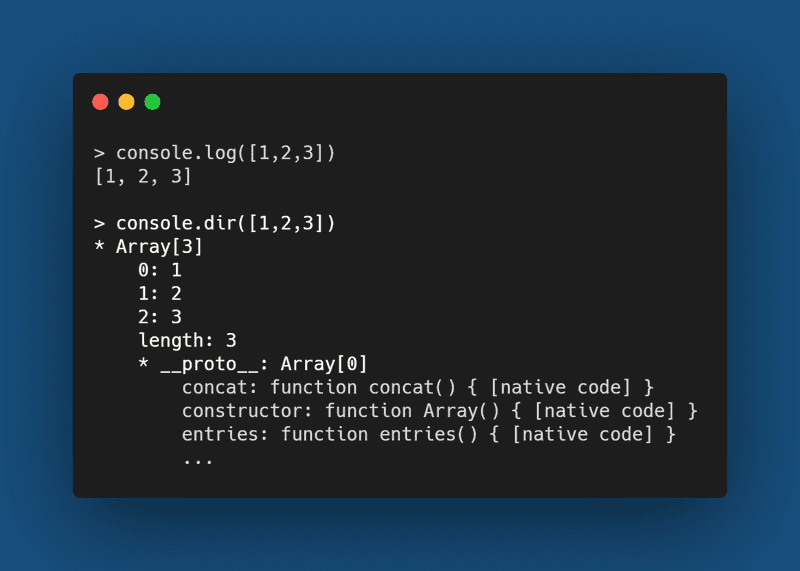 > console.log([1,2,3])
[1, 2, 3]

> console.dir([1,2,3])
* Array[3]
    0: 1
    1: 2
    2: 3
    length: 3
    * __proto__: Array[0]
        concat: function concat() { [native code] }
        constructor: function Array() { [native code] }
        entries: function entries() { [native code] }
        ...